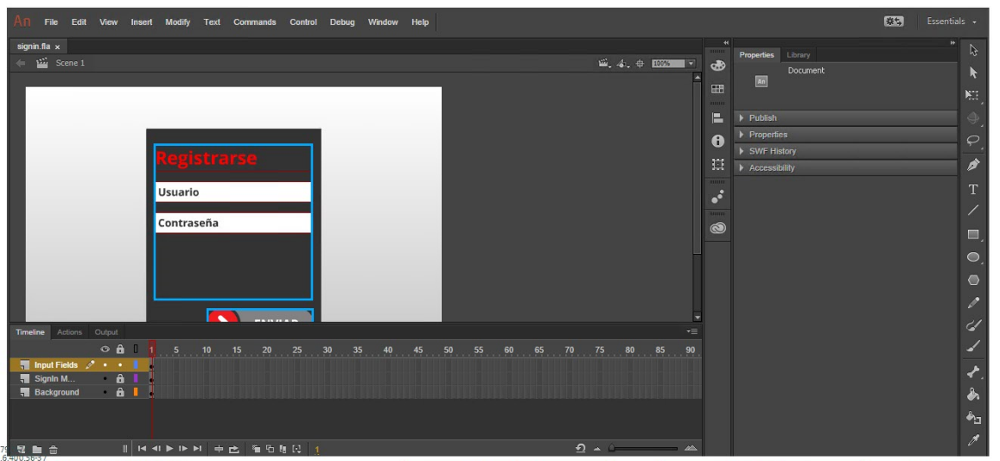 An File Edit View Insert Modify Text Commands Control Debug Window Help Essentials
signin.fla x
Scene 1 100%
Properties Library
Document
An
Publish
Properties
SWF History
Accessibility
Registrarse
Usuario
Contraseña
ENVIAR
T
Timeline Actions Output
1 5 10 15 20 25 30 35 40 45 50 55 60 65 70 75 80 85 90
Input Fields
SignIn M...
Background
1